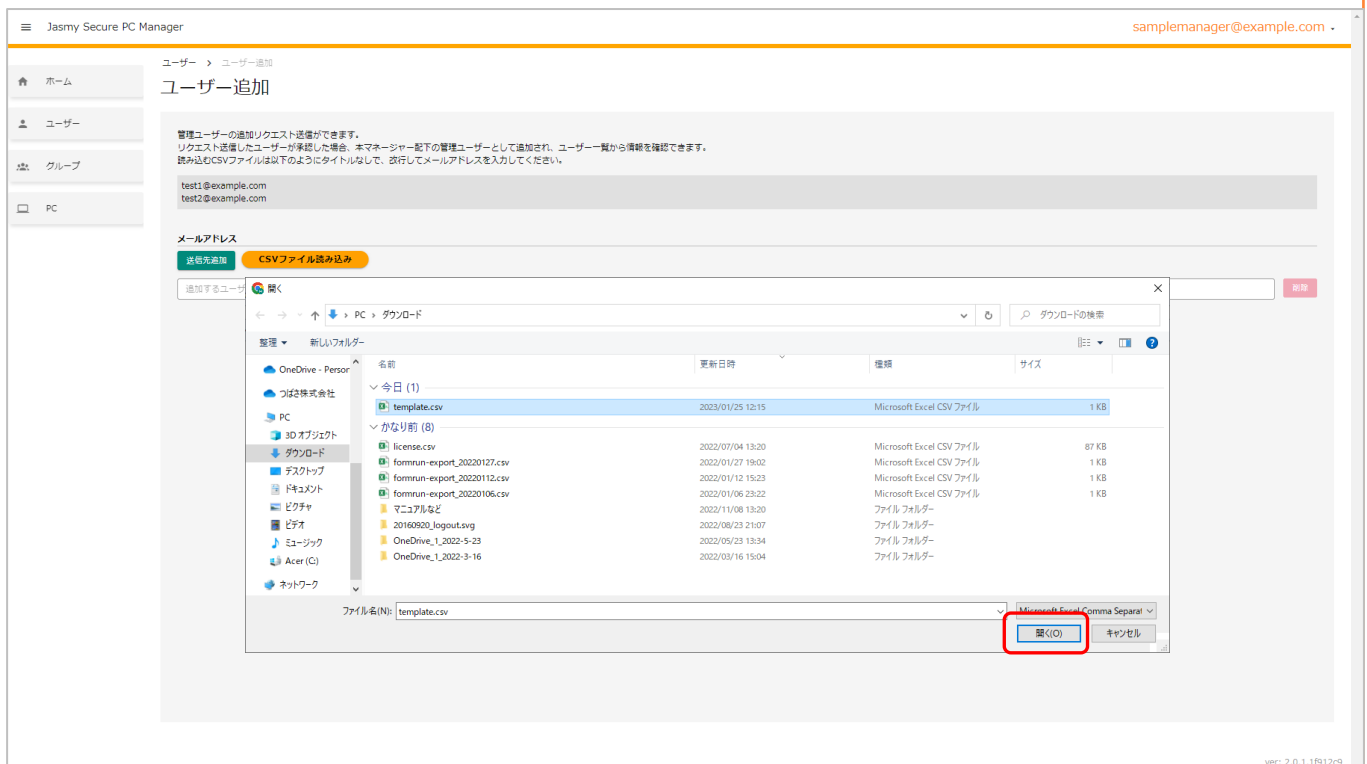 Jasmy Secure PC Manager
samplemanager@example.com
ホーム
ユーザー
グループ
PC
ユーザー > ユーザー追加
ユーザー追加
管理ユーザーの追加リクエスト送信ができます。
リクエスト送信したユーザーが承認した場合、本マネージャー配下の管理ユーザーとして追加され、ユーザー一覧から情報を確認できます。
読み込むCSVファイルは以下のようにタイトルなしで、改行してメールアドレスを入力してください。
test1@example.com
test2@example.com
メールアドレス
送信先追加 CSVファイル読み込み
追加するユーザ
削除
開く
PC › ダウンロード
ダウンロードの検索
整理 新しいフォルダー
OneDrive - Person
つばさ株式会社
PC
3D オブジェクト
ダウンロード
デスクトップ
ドキュメント
ピクチャ
ビデオ
ミュージック
Acer (C:)
ネットワーク
名前 更新日時 種類 サイズ
今日 (1)
template.csv 2023/01/25 12:15 Microsoft Excel CSV ファイル 1 KB
かなり前 (8)
license.csv 2022/07/04 13:20 Microsoft Excel CSV ファイル 87 KB
formrun-export_20220127.csv 2022/01/27 19:02 Microsoft Excel CSV ファイル 1 KB
formrun-export_20220112.csv 2022/01/12 15:23 Microsoft Excel CSV ファイル 1 KB
formrun-export_20220106.csv 2022/01/06 23:22 Microsoft Excel CSV ファイル 1 KB
マニュアルなど 2022/11/08 13:20 ファイル フォルダー
20160920_logout.svg 2022/08/23 21:07 ファイル フォルダー
OneDrive_1_2022-5-23 2022/05/23 13:34 ファイル フォルダー
OneDrive_1_2022-3-16 2022/03/16 15:04 ファイル フォルダー
ファイル名(N): template.csv
Microsoft Excel Comma Separat
開く(O) キャンセル
ver: 2.0.1.1f912c9